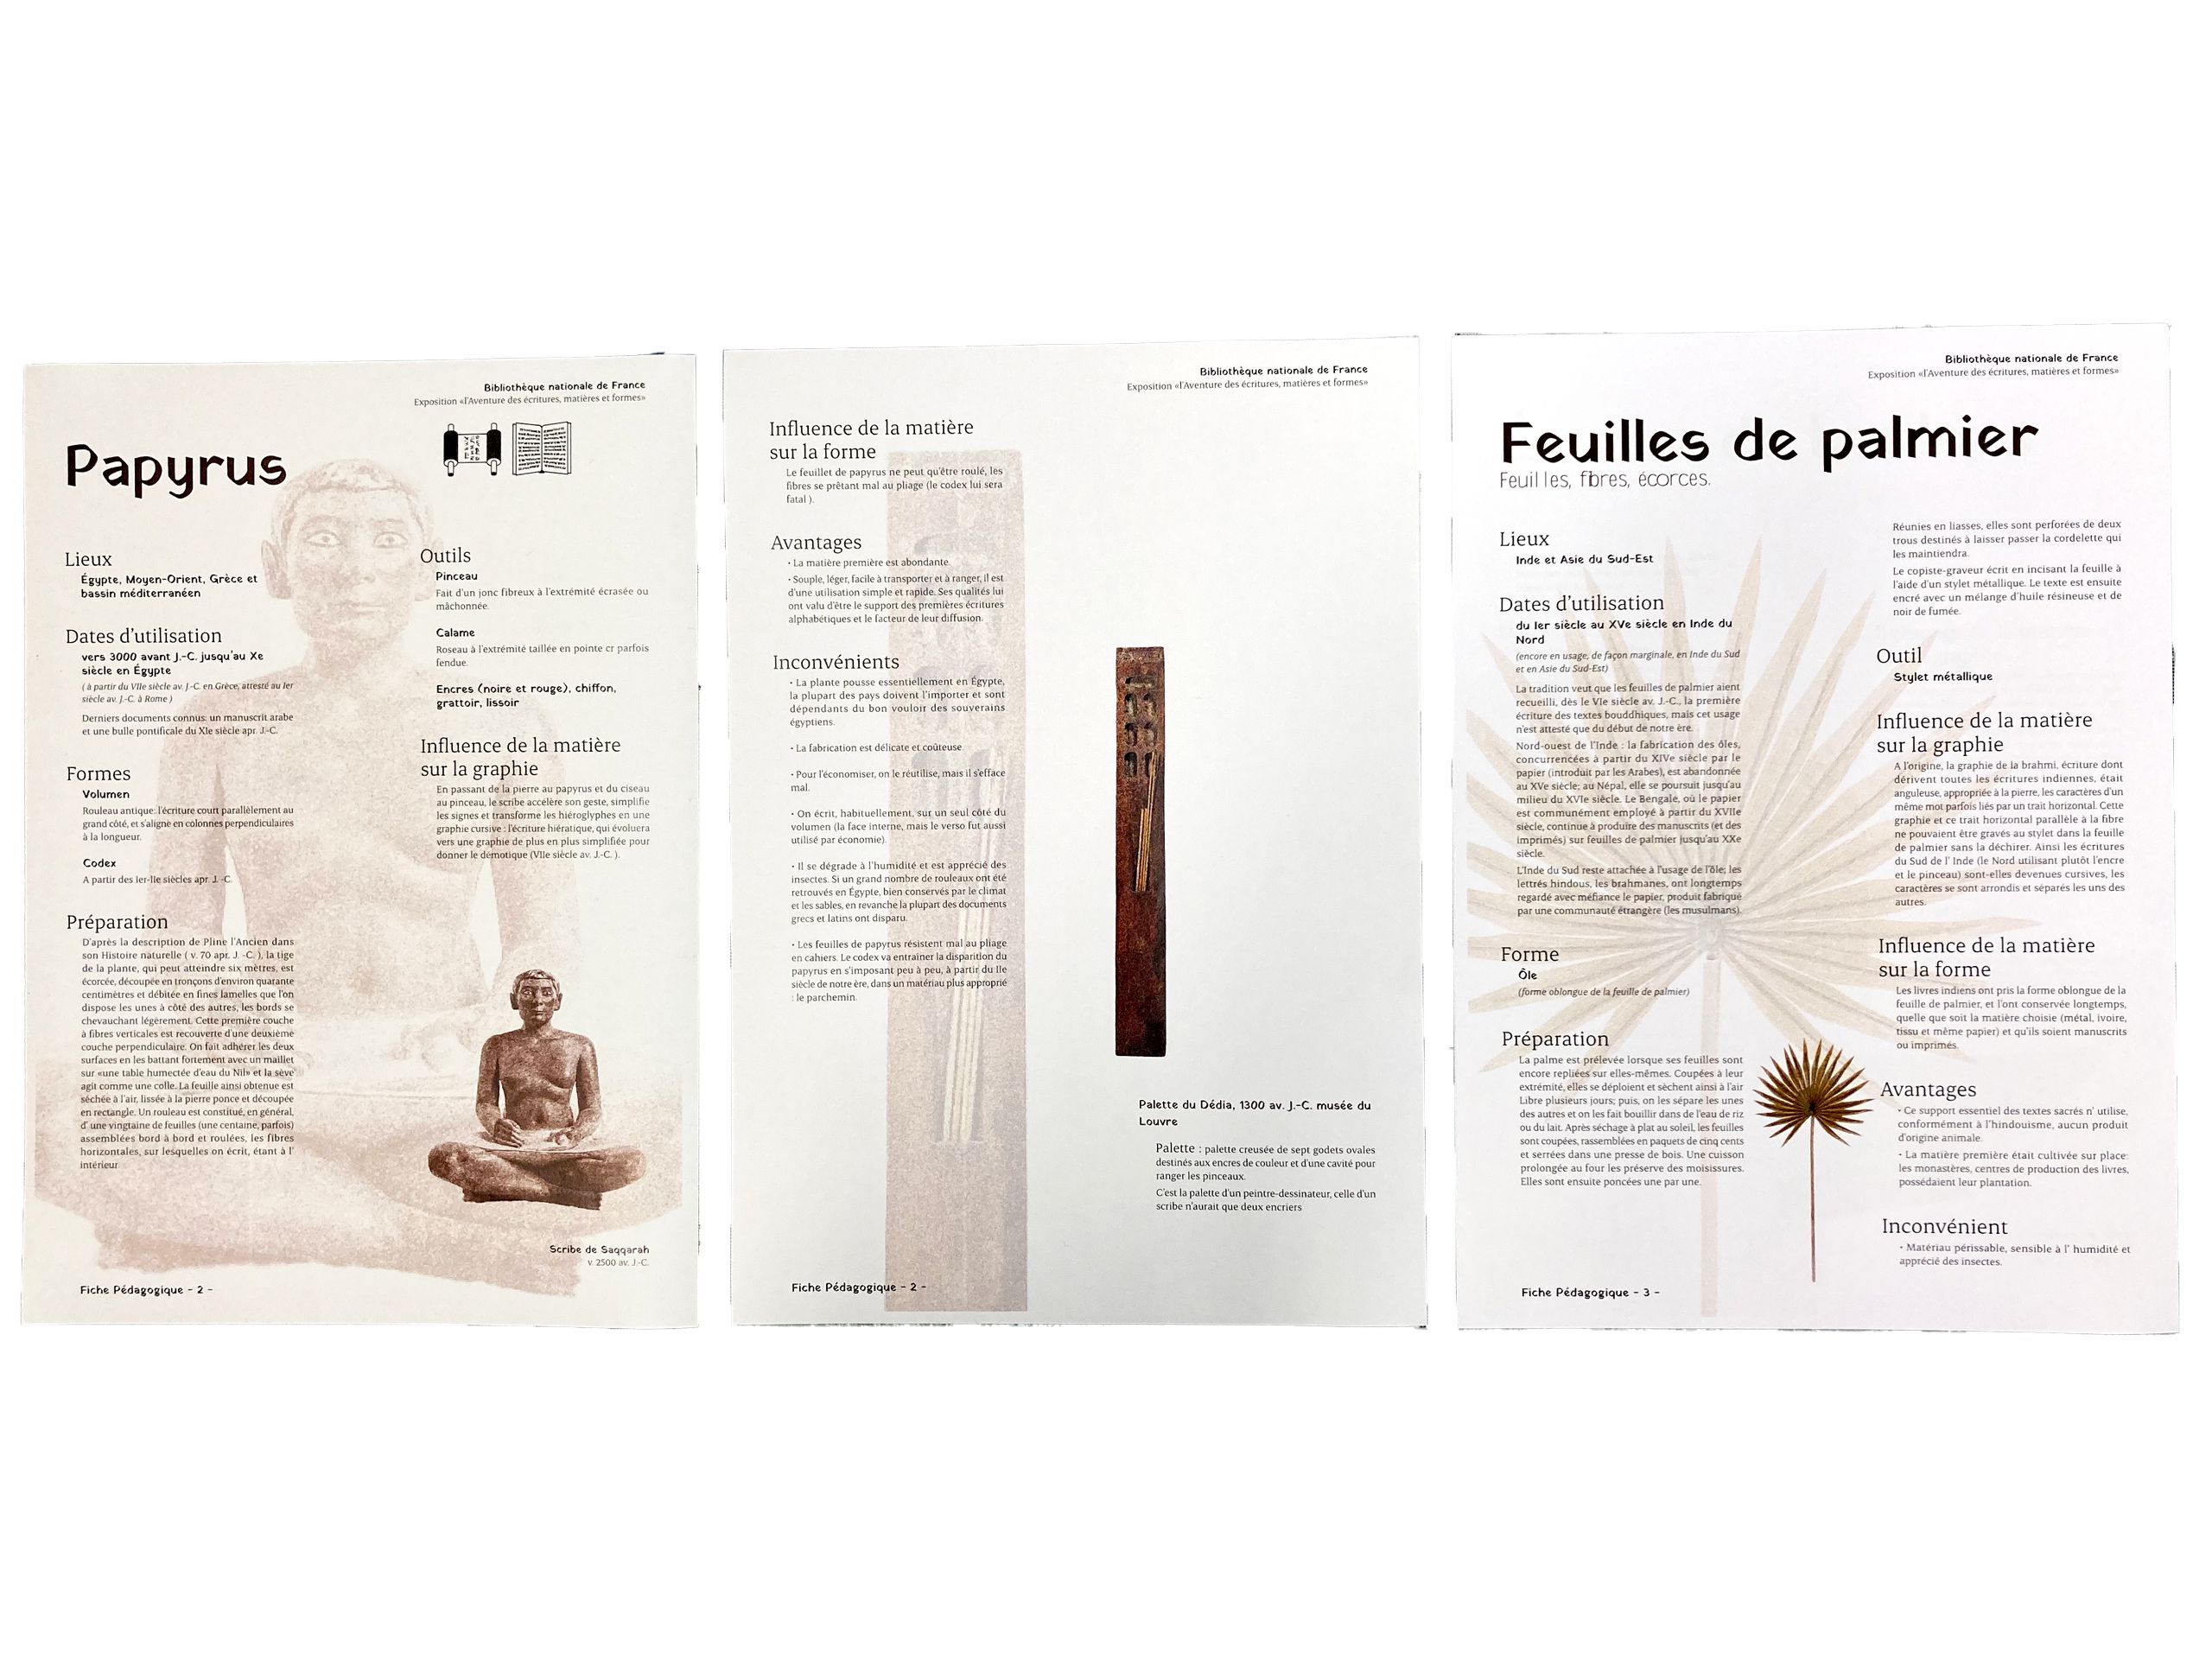 Bibliothèque nationale de France
Exposition «l'Aventure des écritures, matières et formes»
Papyrus
Lieux
Égypte, Moyen-Orient, Grèce et
bassin méditerranéen
Dates d'utilisation
vers 3000 avant J.-C. jusqu'au Xe
siècle en Égypte
( à partir du VIIe siècle av. J.-C. en Grèce, attesté au Ier
siècle av. J.-C. à Rome )
Derniers documents connus: un manuscrit arabe
et une bulle pontificale du XIe siècle apr. J.-C.
Formes
Volumen
Rouleau antique: l'écriture court parallèlement au
grand côté, et s'aligne en colonnes perpendiculaires
à la longueur.
Codex
A partir des Ier-IIe siècles apr. J. -C.
Préparation
D'après la description de Pline l'Ancien dans
son Histoire naturelle ( v. 70 apr. J. -C. ), la tige
de la plante, qui peut atteindre six mètres, est
écorcée, découpée en tronçons d'environ quarante
centimètres et débitée en fines lamelles que l'on
dispose les unes à côté des autres, les bords se
chevauchant légèrement. Cette première couche
à fibres verticales est recouverte d'une deuxième
couche perpendiculaire. On fait adhérer les deux
surfaces en les battant fortement avec un maillet
sur «une table humectée d'eau du Nil» et la sève
agit comme une colle. La feuille ainsi obtenue est
séchée à l'air, lissée à la pierre ponce et découpée
en rectangle. Un rouleau est constitué, en général,
d' une vingtaine de feuilles (une centaine, parfois)
assemblées bord à bord et roulées, les fibres
horizontales, sur lesquelles on écrit, étant à l'
intérieur.
Outils
Pinceau
Fait d'un jonc fibreux à l'extrémité écrasée ou
mâchonnée.
Calame
Roseau à l'extrémité taillée en pointe cr parfois
fendue.
Encres (noire et rouge), chiffon,
grattoir, lissoir
Influence de la matière
sur la graphie
En passant de la pierre au papyrus et du ciseau
au pinceau, le scribe accélère son geste, simplifie
les signes et transforme les hiéroglyphes en une
graphie cursive : l'écriture hiératique, qui évoluera
vers une graphie de plus en plus simplifiée pour
donner le démotique (VIIe siècle av. J.-C. ).
Scribe de Saqqarah
v. 2500 av. J.-C.
Fiche Pédagogique - 2 -
Bibliothèque nationale de France
Exposition «l'Aventure des écritures, matières et formes»
Influence de la matière
sur la forme
Le feuillet de papyrus ne peut qu'être roulé, les
fibres se prêtant mal au pliage (le codex lui sera
fatal ).
Avantages
• La matière première est abondante.
• Souple, léger, facile à transporter et à ranger, il est
d'une utilisation simple et rapide. Ses qualités lui
ont valu d'être le support des premières écritures
alphabétiques et le facteur de leur diffusion.
Inconvénients
• La plante pousse essentiellement en Égypte,
la plupart des pays doivent l'importer et sont
dépendants du bon vouloir des souverains
égyptiens.
• La fabrication est délicate et coûteuse.
• Pour l'économiser, on le réutilise, mais il s'efface
mal.
• On écrit, habituellement, sur un seul côté du
volumen (la face interne, mais le verso fut aussi
utilisé par économie).
• Il se dégrade à l'humidité et est apprécié des
insectes. Si un grand nombre de rouleaux ont été
retrouvés en Égypte, bien conservés par le climat
et les sables, en revanche la plupart des documents
grecs et latins ont disparu.
• Les feuilles de papyrus résistent mal au pliage
en cahiers. Le codex va entraîner la disparition du
papyrus en s'imposant peu à peu, à partir du IIe
siècle de notre ère, dans un matériau plus approprié
: le parchemin.
Palette du Dédia, 1300 av. J.-C. musée du
Louvre
Palette : palette creusée de sept godets ovales
destinés aux encres de couleur et d'une cavité pour
ranger les pinceaux.
C'est la palette d'un peintre-dessinateur, celle d'un
scribe n'aurait que deux encriers
Fiche Pédagogique - 2 -
Bibliothèque nationale de France
Exposition «l'Aventure des écritures, matières et formes»
Feuilles de palmier
Feuilles, fibres, écorces.
Lieux
Inde et Asie du Sud-Est
Dates d'utilisation
du Ier siècle au XVe siècle en Inde du
Nord
(encore en usage, de façon marginale, en Inde du Sud
et en Asie du Sud-Est)
La tradition veut que les feuilles de palmier aient
recueilli, dès le VIe siècle av. J.-C., la première
écriture des textes bouddhiques, mais cet usage
n'est attesté que du début de notre ère.
Nord-ouest de l'Inde : la fabrication des ôles,
concurrencées à partir du XIVe siècle par le
papier (introduit par les Arabes), est abandonnée
au XVe siècle; au Népal, elle se poursuit jusqu'au
milieu du XVIe siècle. Le Bengale, où le papier
est communément employé à partir du XVIIe
siècle, continue à produire des manuscrits (et des
imprimés) sur feuilles de palmier jusqu'au XXe
siècle.
L'Inde du Sud reste attachée à l'usage de l'ôle; les
lettrés hindous, les brahmanes, ont longtemps
regardé avec méfiance le papier, produit fabriqué
par une communauté étrangère (les musulmans).
Forme
Ôle
(forme oblongue de la feuille de palmier)
Préparation
La palme est prélevée lorsque ses feuilles sont
encore repliées sur elles-mêmes. Coupées à leur
extrémité, elles se déploient et sèchent ainsi à l'air
Libre plusieurs jours; puis, on les sépare les unes
des autres et on les fait bouillir dans de l'eau de riz
ou du lait. Après séchage à plat au soleil, les feuilles
sont coupées, rassemblées en paquets de cinq cents
et serrées dans une presse de bois. Une cuisson
prolongée au four les préserve des moisissures.
Elles sont ensuite poncées une par une.
Réunies en liasses, elles sont perforées de deux
trous destinés à laisser passer la cordelette qui
les maintiendra.
Le copiste-graveur écrit en incisant la feuille à
l'aide d'un stylet métallique. Le texte est ensuite
encré avec un mélange d'huile résineuse et de
noir de fumée.
Outil
Stylet métallique
Influence de la matière
sur la graphie
A l'origine, la graphie de la brahmi, écriture dont
dérivent toutes les écritures indiennes, était
anguleuse, appropriée à la pierre, les caractères d'un
même mot parfois liés par un trait horizontal. Cette
graphie et ce trait horizontal parallèle à la fibre
ne pouvaient être gravés au stylet dans la feuille
de palmier sans la déchirer. Ainsi les écritures
du Sud de l' Inde (le Nord utilisant plutôt l'encre
et le pinceau) sont-elles devenues cursives, les
caractères se sont arrondis et séparés les uns des
autres.
Influence de la matière
sur la forme
Les livres indiens ont pris la forme oblongue de la
feuille de palmier, et l'ont conservée longtemps,
quelle que soit la matière choisie (métal, ivoire,
tissu et même papier) et qu'ils soient manuscrits
ou imprimés.
Avantages
• Ce support essentiel des textes sacrés n' utilise,
conformément à l'hindouisme, aucun produit
d'origine animale.
• La matière première était cultivée sur place:
les monastères, centres de production des livres,
possédaient leur plantation.
Inconvénient
• Matériau périssable, sensible à l' humidité et
apprécié des insectes.
Fiche Pédagogique - 3 -